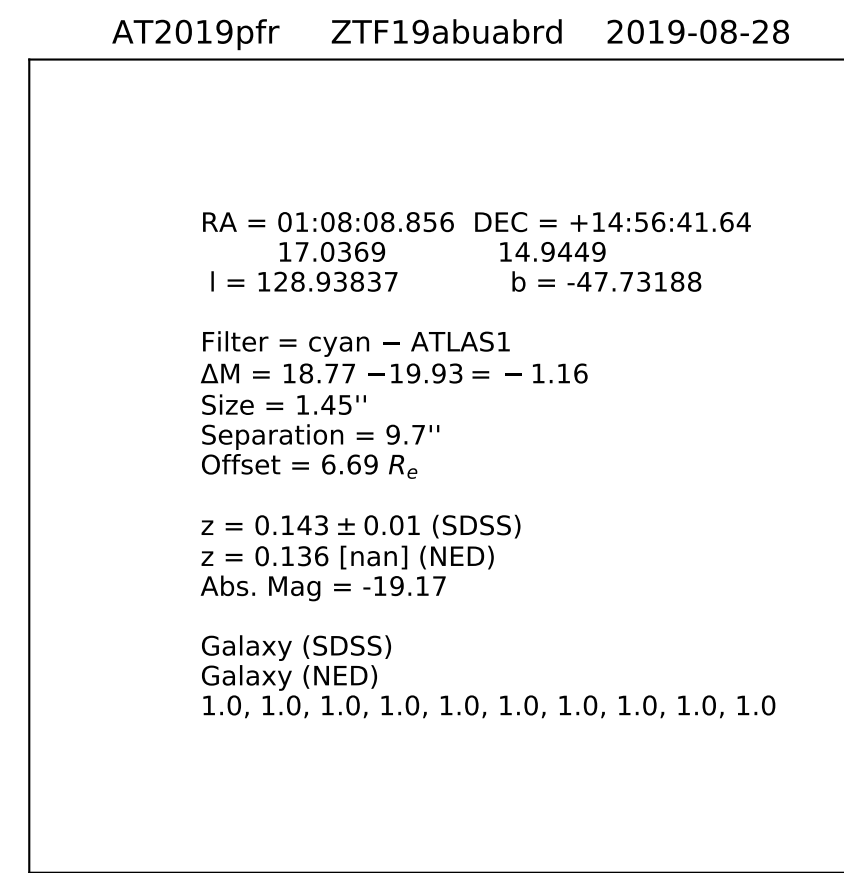 AT2019pfr ZTF19abuabrd 2019-08-28
RA = 01:08:08.856 DEC = +14:56:41.64
17.0369 14.9449
l = 128.93837 b = -47.73188
Filter = cyan − ATLAS1
ΔM = 18.77 −19.93 = − 1.16
Size = 1.45''
Separation = 9.7''
Offset = 6.69 Rₑ
z = 0.143 ± 0.01 (SDSS)
z = 0.136 [nan] (NED)
Abs. Mag = -19.17
Galaxy (SDSS)
Galaxy (NED)
1.0, 1.0, 1.0, 1.0, 1.0, 1.0, 1.0, 1.0, 1.0, 1.0